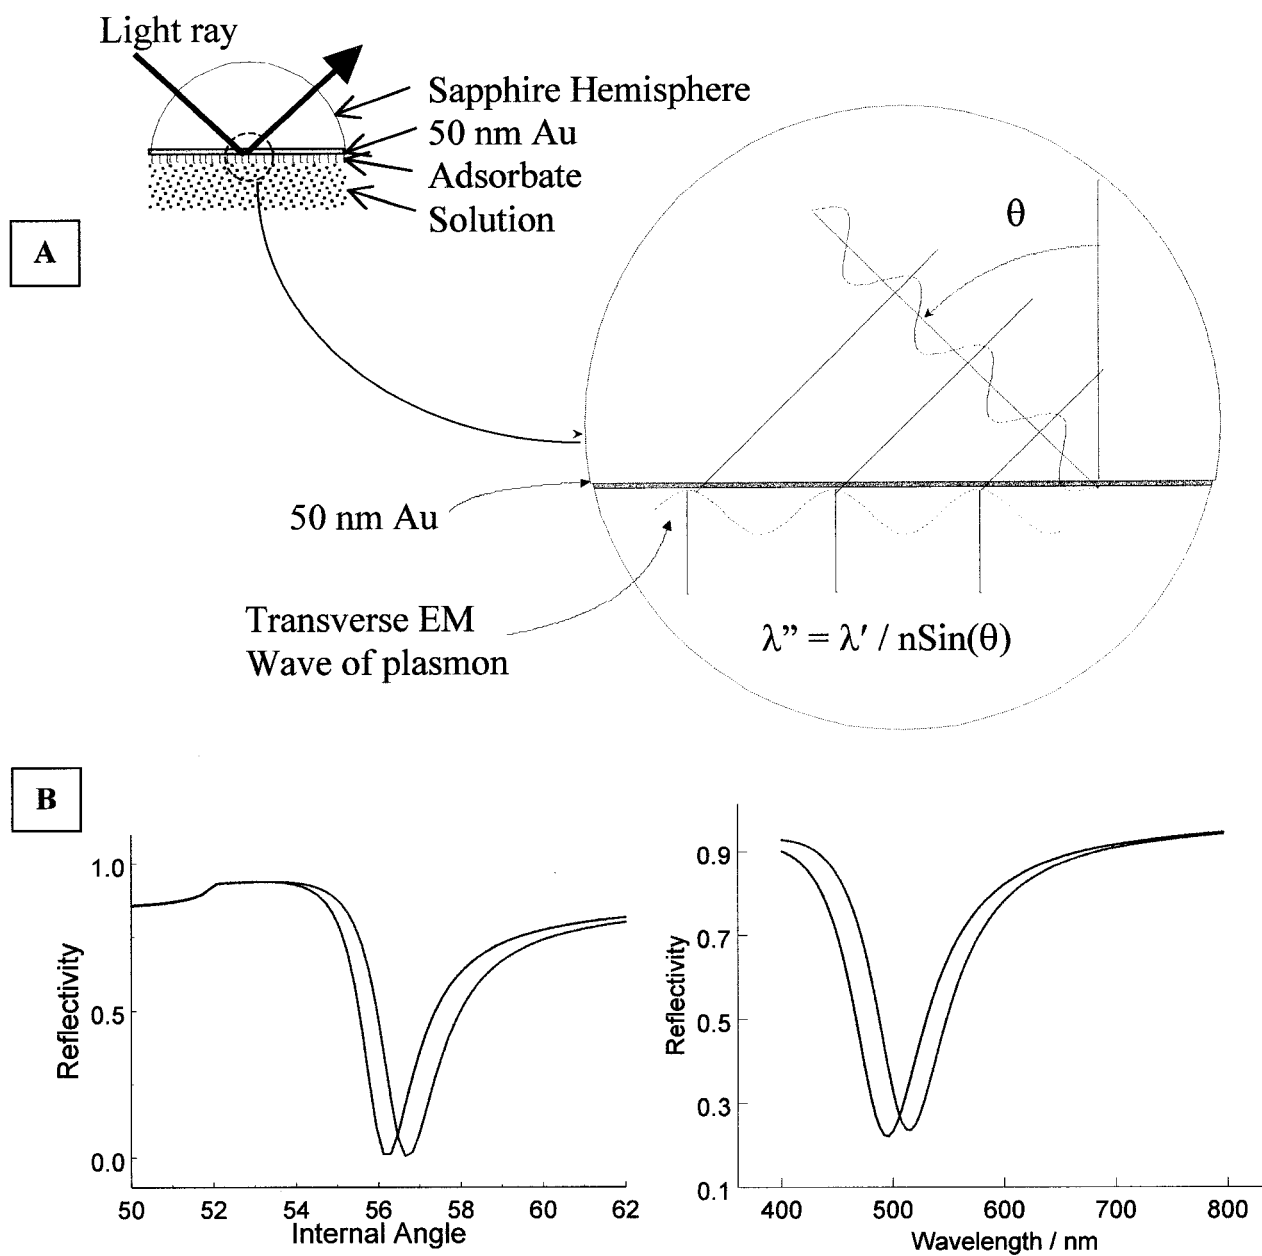 Light ray
Sapphire Hemisphere
50 nm Au
Adsorbate
Solution
A
θ
50 nm Au
Transverse EM
Wave of plasmon
λ” = λ′ / nSin(θ)
B
1.0
0.5
0.0
Reflectivity
50 52 54 56 58 60 62
Internal Angle
0.9
0.7
0.5
0.3
0.1
Reflectivity
400 500 600 700 800
Wavelength / nm